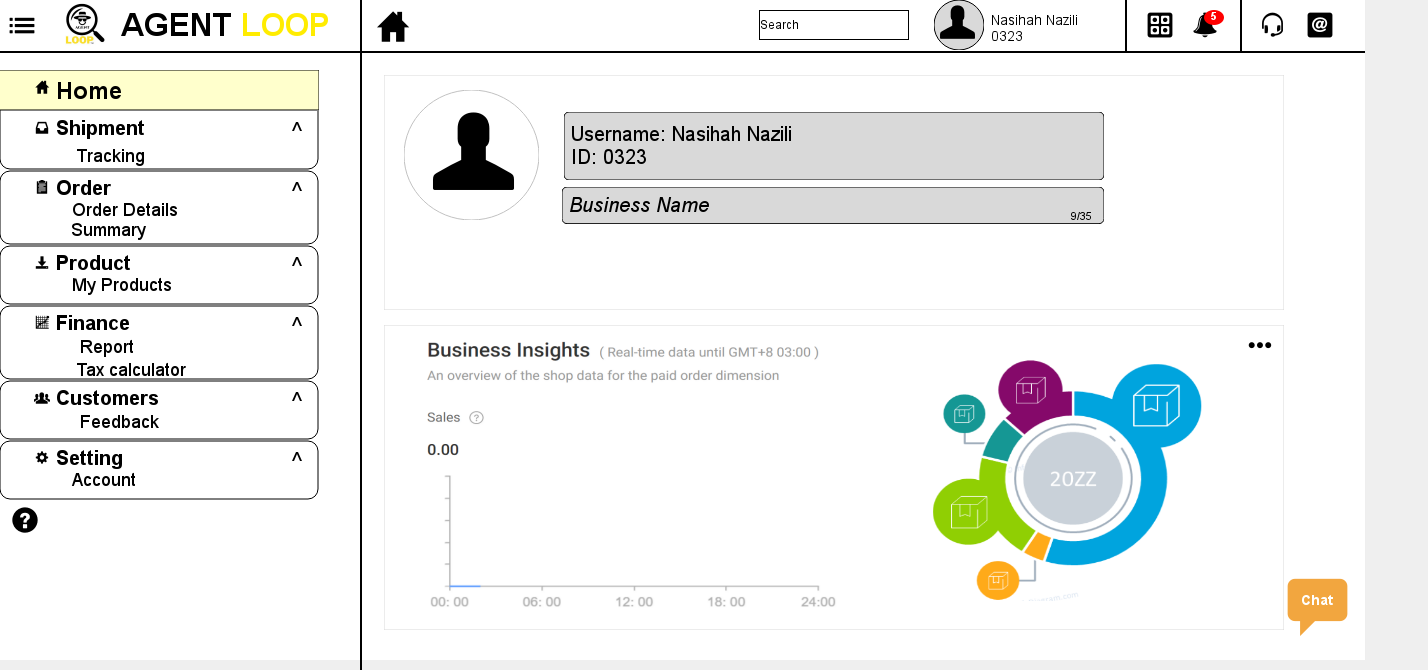 AGENT LOOP
LOOP
Search
Nasihah Nazili
0323
5
@
Home
Shipment ^
Tracking
Order ^
Order Details
Summary
Product ^
My Products
Finance ^
Report
Tax calculator
Customers ^
Feedback
Setting ^
Account
?
Username: Nasihah Nazili
ID: 0323
Business Name
9/35
Business Insights ( Real-time data until GMT+8 03:00 )
An overview of the shop data for the paid order dimension
Sales ?
0.00
00: 00 06: 00 12: 00 18: 00 24:00
20ZZ
Chat